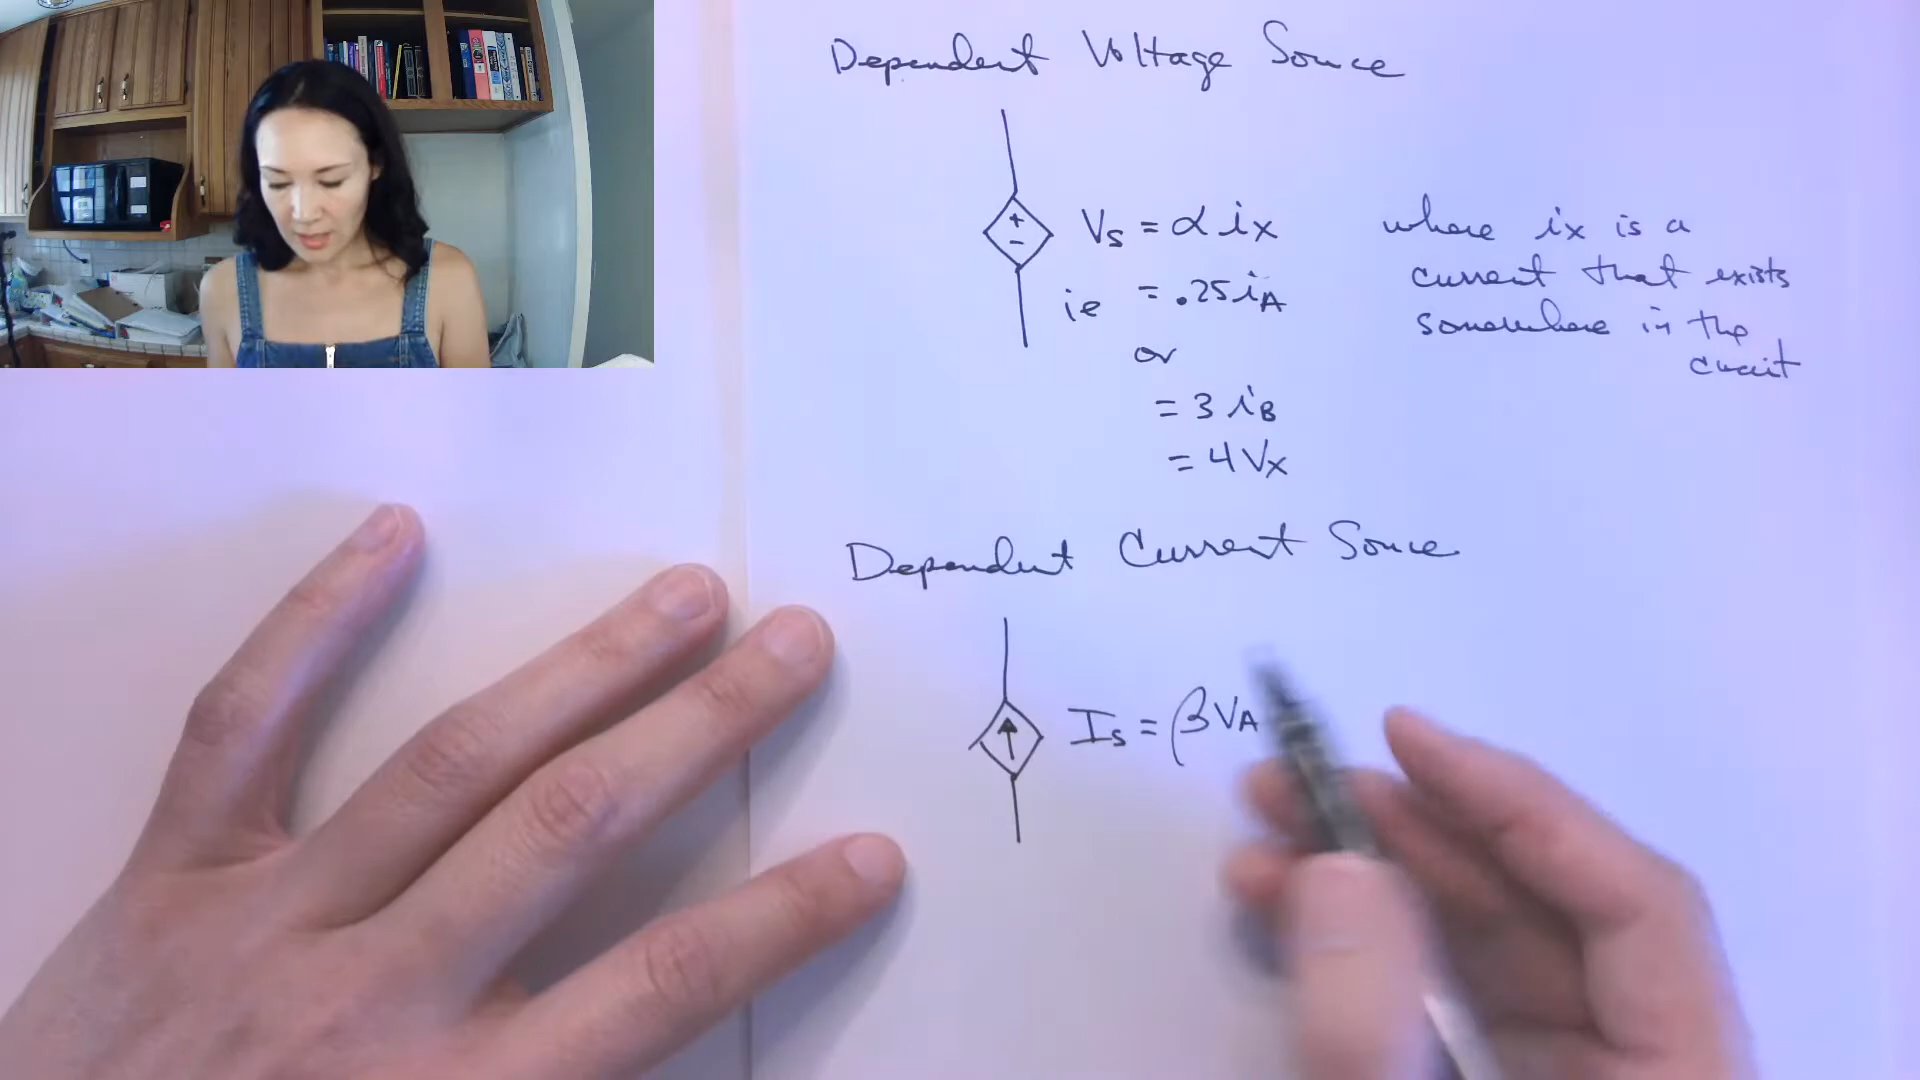 Dependent Voltage Source
+
-
Vs = α ix
where ix is a
current that exists
somewhere in the
circuit
ie = .25 iA
or
= 3 iB
= 4 Vx
Dependent Current Source
Is = β VA